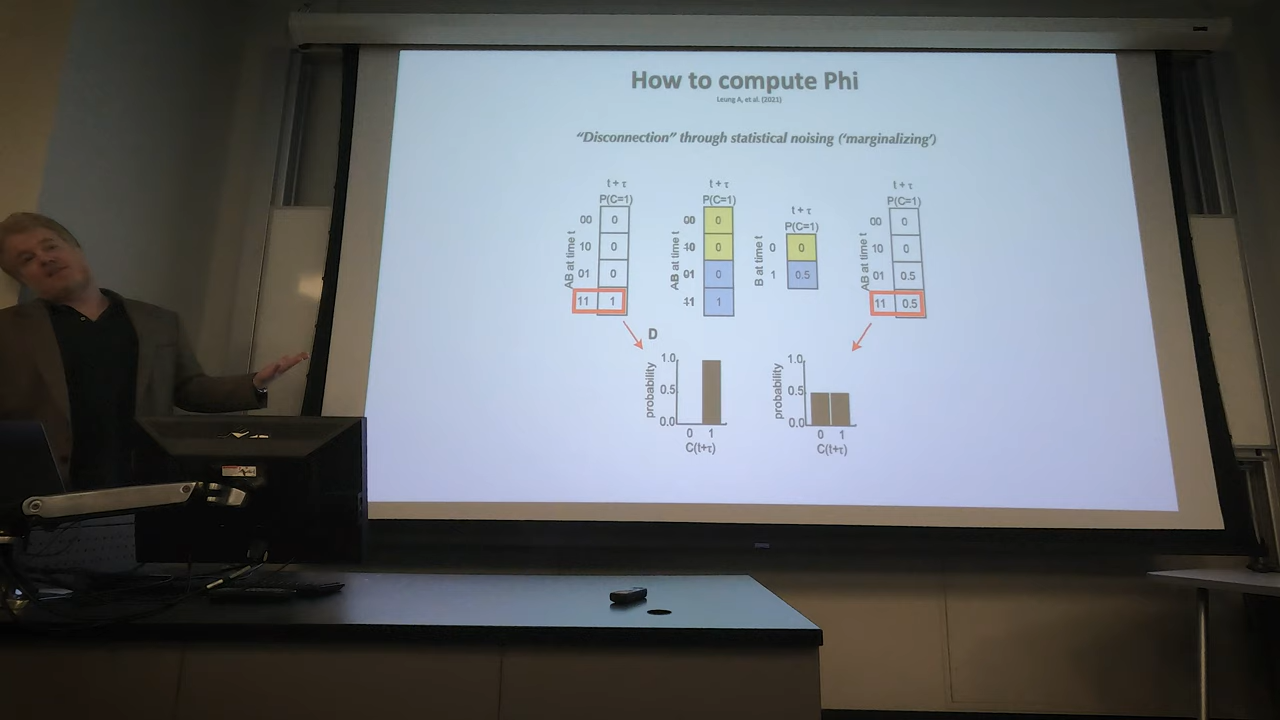 How to compute Phi
Leung A, et al. (2021)
“Disconnection” through statistical noising (‘marginalizing’)
t + τ
P(C=1)
AB at time t
00 0
10 0
01 0
11 1
t + τ
P(C=1)
AB at time t
00 0
10 0
01 0
11 1
t + τ
P(C=1)
B at time t
0 0
1 0.5
t + τ
P(C=1)
AB at time t
00 0
10 0
01 0.5
11 0.5
D
probability
1.0
0.5
0.0
0 1
C(t+τ)
probability
1.0
0.5
0.0
0 1
C(t+τ)